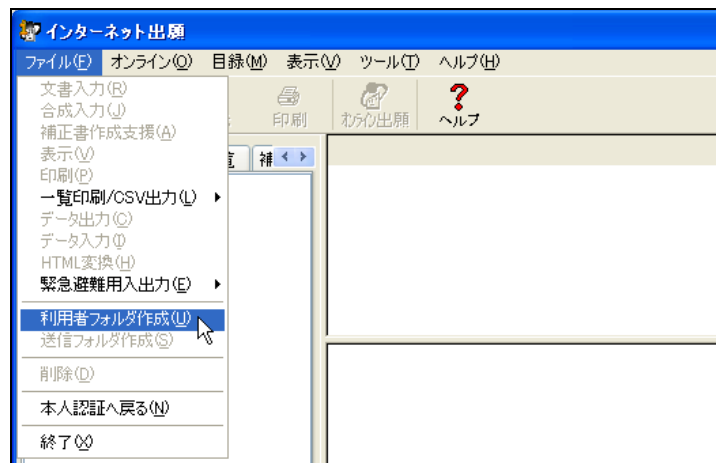 インターネット出願
ファイル(F) オンライン(O) 目録(M) 表示(V) ツール(T) ヘルプ(H)
文書入力(R)
合成入力(J)
補正書作成支援(A)
表示(V)
印刷(P)
一覧印刷/CSV出力(L)
データ出力(C)
データ入力(I)
HTML変換(H)
緊急避難用入出力(E)
利用者フォルダ作成(U)
送信フォルダ作成(S)
削除(D)
本人認証へ戻る(N)
終了(X)
印刷 オンライン出願 ヘルプ
覧 補